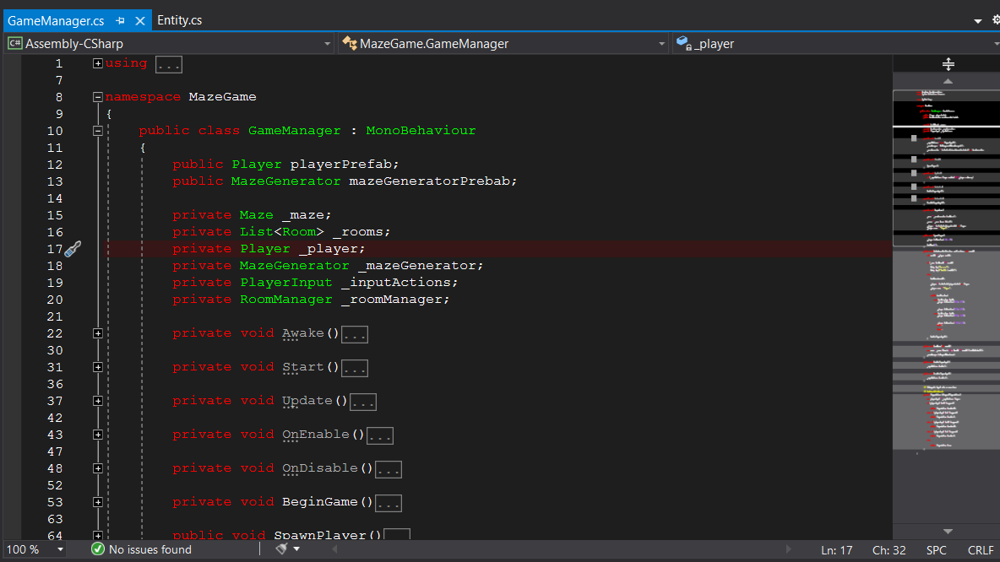 GameManager.cs Entity.cs
C# Assembly-CSharp MazeGame.GameManager _player
1 using ...
7
8 namespace MazeGame
9 {
10 public class GameManager : MonoBehaviour
11 {
12 public Player playerPrefab;
13 public MazeGenerator mazeGeneratorPrebab;
14
15 private Maze _maze;
16 private List<Room> _rooms;
17 private Player _player;
18 private MazeGenerator _mazeGenerator;
19 private PlayerInput _inputActions;
20 private RoomManager _roomManager;
21
22 private void Awake()...
30
31 private void Start()...
36
37 private void Update()...
42
43 private void OnEnable()...
47
48 private void OnDisable()...
52
53 private void BeginGame()...
63
64 public void SpawnPlayer()
100 % No issues found Ln: 17 Ch: 32 SPC CRLF